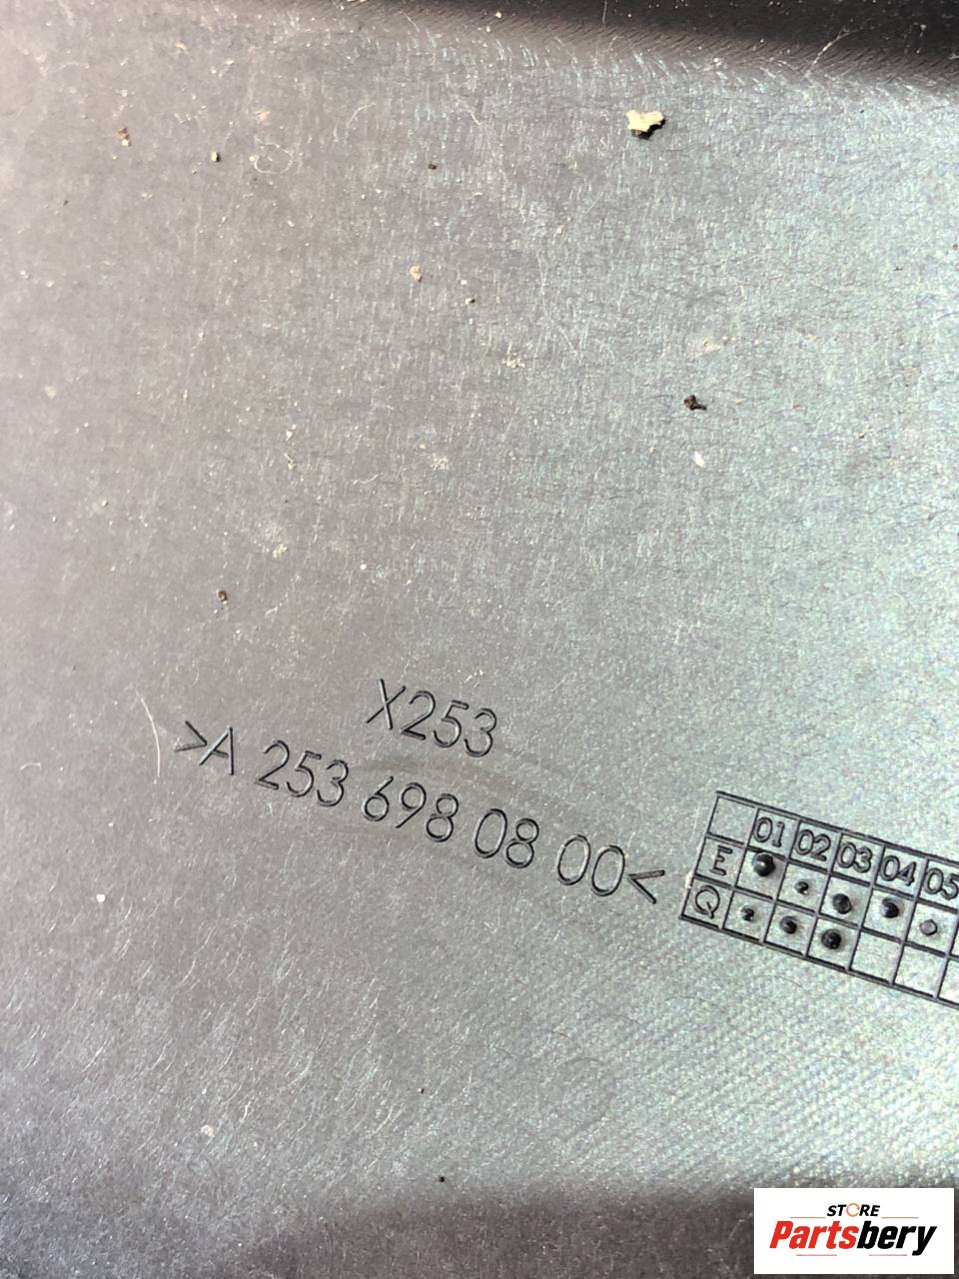 X253
>A 253 698 08 00<
01 02 03 04 05
E
Q
STORE
Partsbery